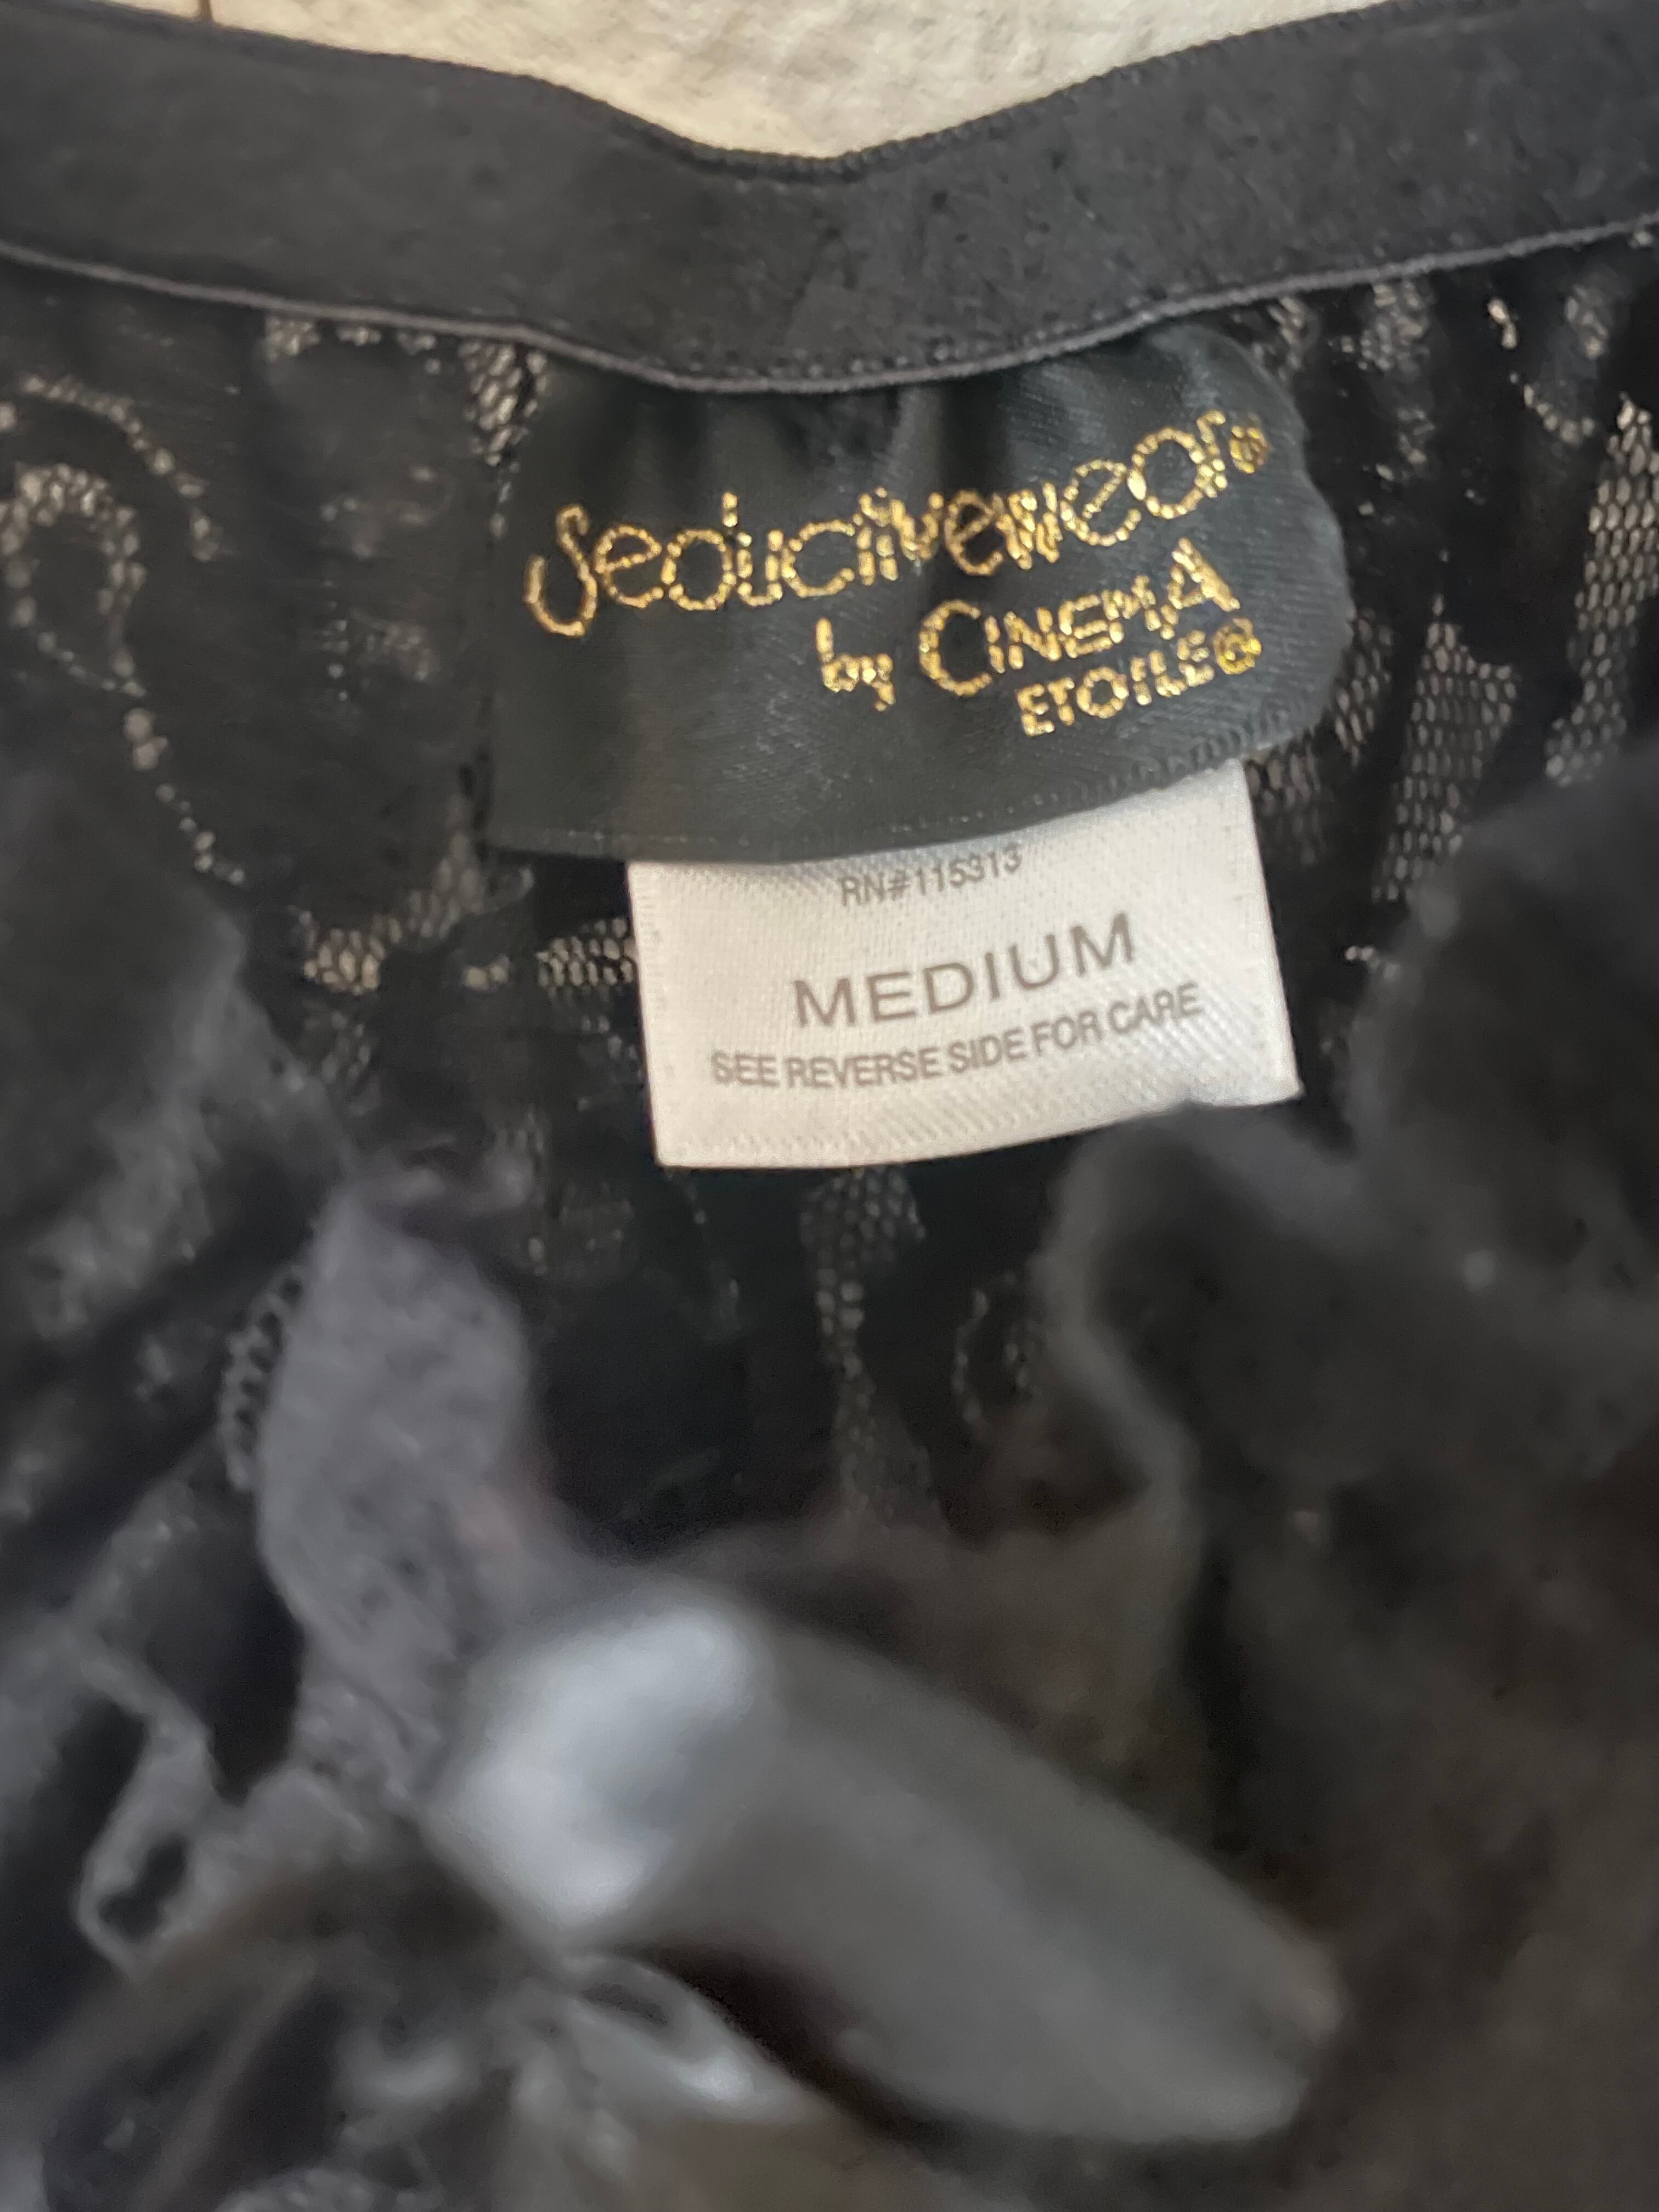 Seductivewear®
by CINEMA
ETOILE®
RN#115313
MEDIUM
SEE REVERSE SIDE FOR CARE